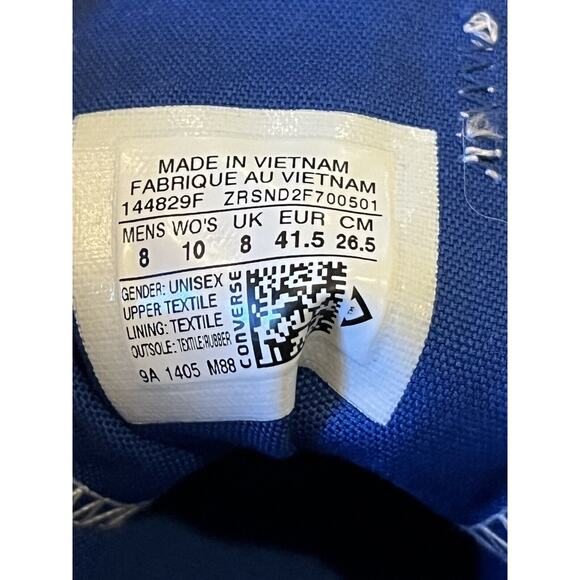 MADE IN VIETNAM
FABRIQUE AU VIETNAM
144829F ZRSND2F700501
MENS WO'S UK EUR CM
8 10 8 41.5 26.5
GENDER: UNISEX
UPPER TEXTILE
LINING: TEXTILE
OUTSOLE: TEXTILE/RUBBER
9A 1405 M88
CONVERSE